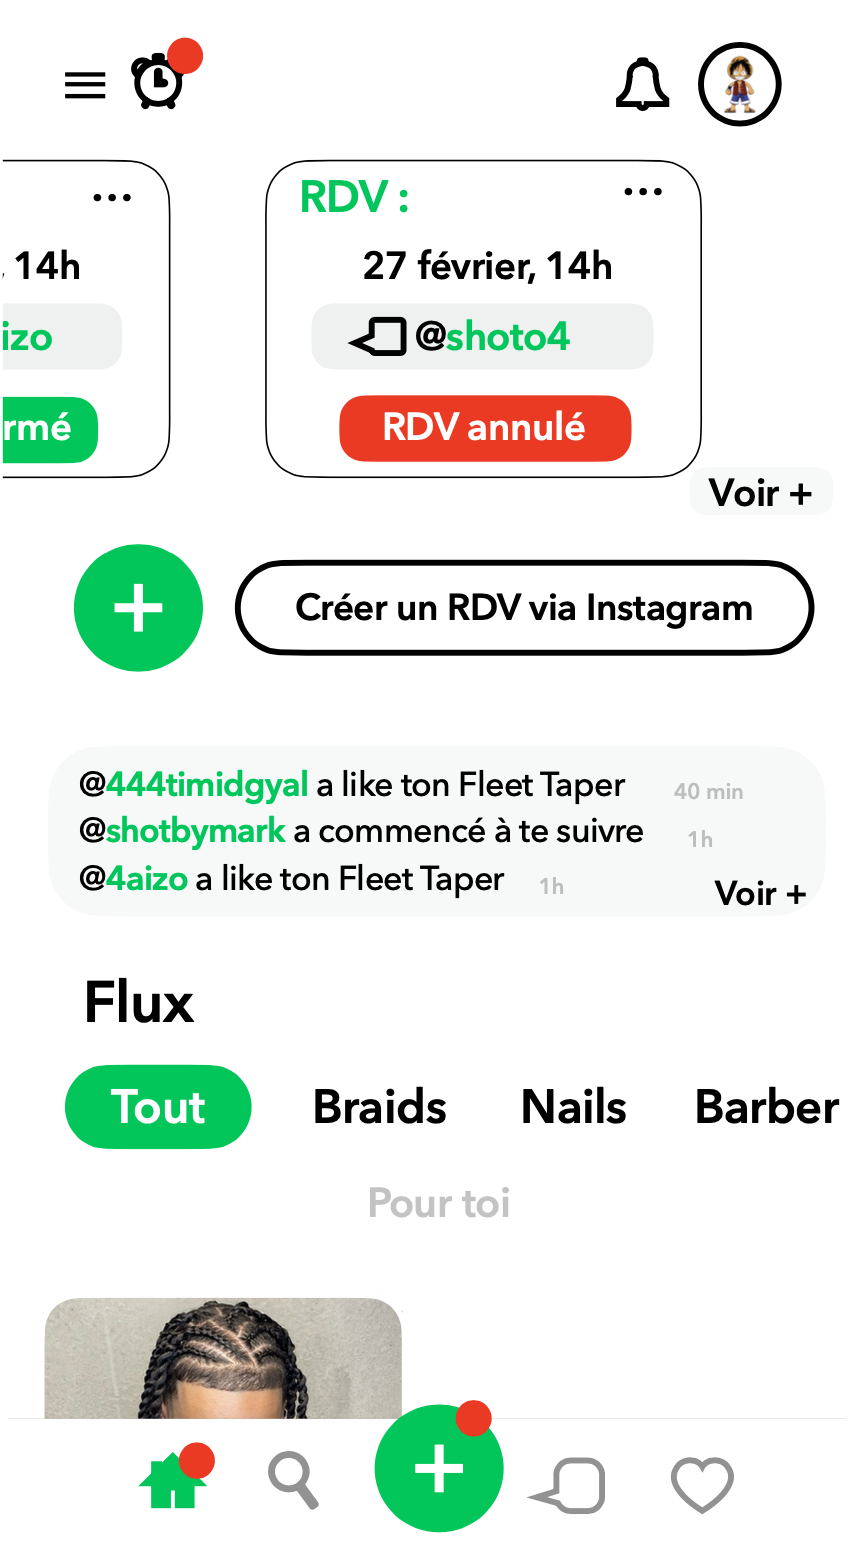 , 14h
izo
rmé
RDV :
27 février, 14h
@shoto4
RDV annulé
Voir +
Créer un RDV via Instagram
@444timidgyal a like ton Fleet Taper 40 min
@shotbymark a commencé à te suivre 1h
@4aizo a like ton Fleet Taper 1h
Voir +
Flux
Tout Braids Nails Barber
Pour toi